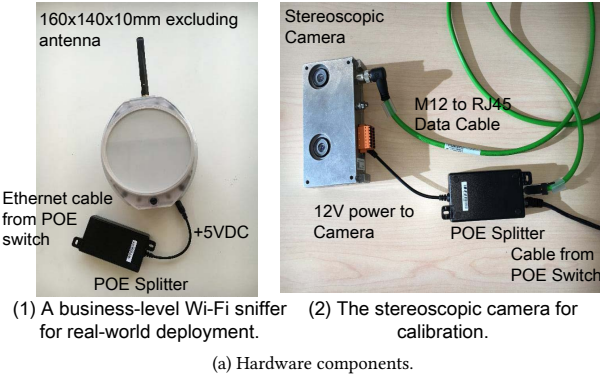 160x140x10mm excluding
antenna
Ethernet cable
from POE
switch
+5VDC
POE Splitter
(1) A business-level Wi-Fi sniffer
for real-world deployment.
Stereoscopic
Camera
M12 to RJ45
Data Cable
12V power to
Camera
POE Splitter
Cable from
POE Switch
(2) The stereoscopic camera for
calibration.
(a) Hardware components.